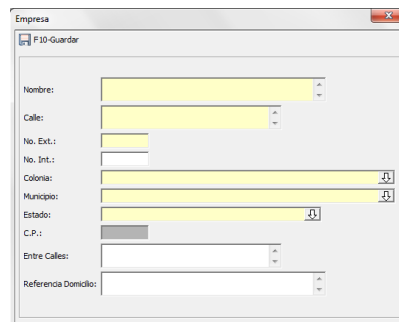 Empresa
F10-Guardar
Nombre:
Calle:
No. Ext.:
No. Int.:
Colonia:
Municipio:
Estado:
C.P.:
Entre Calles:
Referencia Domicilio: